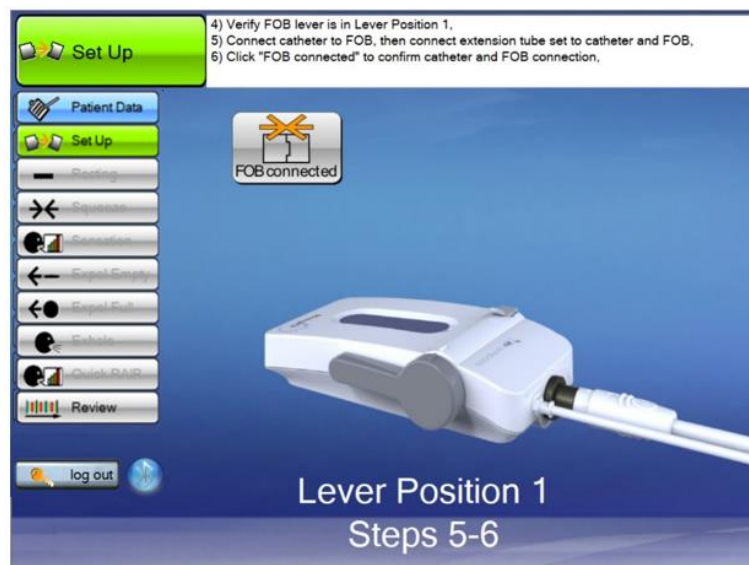 Set Up
4) Verify FOB lever is in Lever Position 1,
5) Connect catheter to FOB, then connect extension tube set to catheter and FOB,
6) Click "FOB connected" to confirm catheter and FOB connection,
Patient Data
Set Up
Resting
Squeeze
Sensation
Expel Empty
Expel Full
Exhale
Quick RAIR
Review
log out
FOB connected
Lever Position 1
Steps 5-6